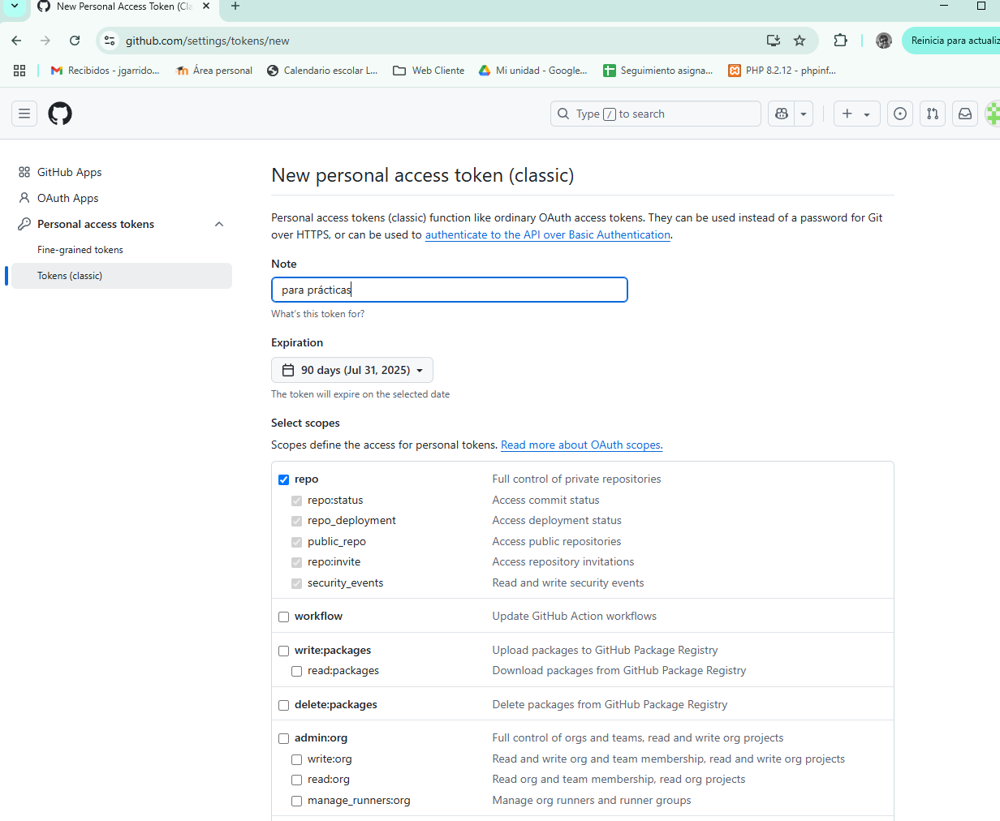 New Personal Access Token (Cla
github.com/settings/tokens/new
Reinicia para actualiz
Recibidos - jgarrido...
Área personal
Calendario escolar L...
Web Cliente
Mi unidad - Google...
Seguimiento asigna...
PHP 8.2.12 - phpinf...
Type / to search
GitHub Apps
OAuth Apps
Personal access tokens
Fine-grained tokens
Tokens (classic)
New personal access token (classic)
Personal access tokens (classic) function like ordinary OAuth access tokens. They can be used instead of a password for Git
over HTTPS, or can be used to authenticate to the API over Basic Authentication.
Note
para prácticas
What's this token for?
Expiration
90 days (Jul 31, 2025)
The token will expire on the selected date
Select scopes
Scopes define the access for personal tokens. Read more about OAuth scopes.
repo Full control of private repositories
repo:status Access commit status
repo_deployment Access deployment status
public_repo Access public repositories
repo:invite Access repository invitations
security_events Read and write security events
workflow Update GitHub Action workflows
write:packages Upload packages to GitHub Package Registry
read:packages Download packages from GitHub Package Registry
delete:packages Delete packages from GitHub Package Registry
admin:org Full control of orgs and teams, read and write org projects
write:org Read and write org and team membership, read and write org projects
read:org Read org and team membership, read org projects
manage_runners:org Manage org runners and runner groups